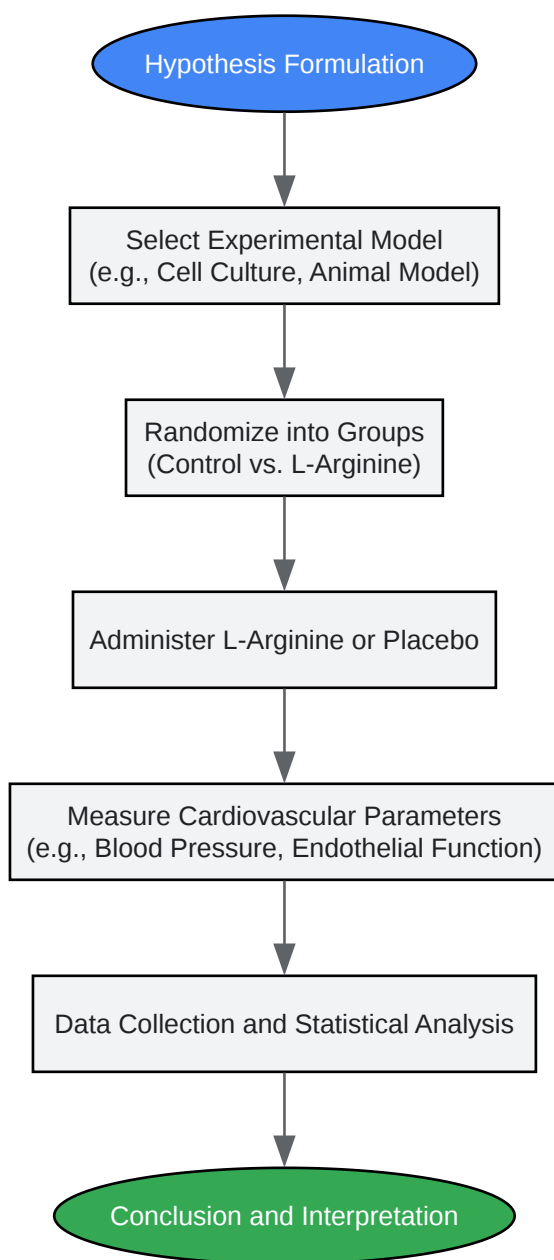 Hypothesis Formulation
Select Experimental Model
(e.g., Cell Culture, Animal Model)
Randomize into Groups
(Control vs. L-Arginine)
Administer L-Arginine or Placebo
Measure Cardiovascular Parameters
(e.g., Blood Pressure, Endothelial Function)
Data Collection and Statistical Analysis
Conclusion and Interpretation